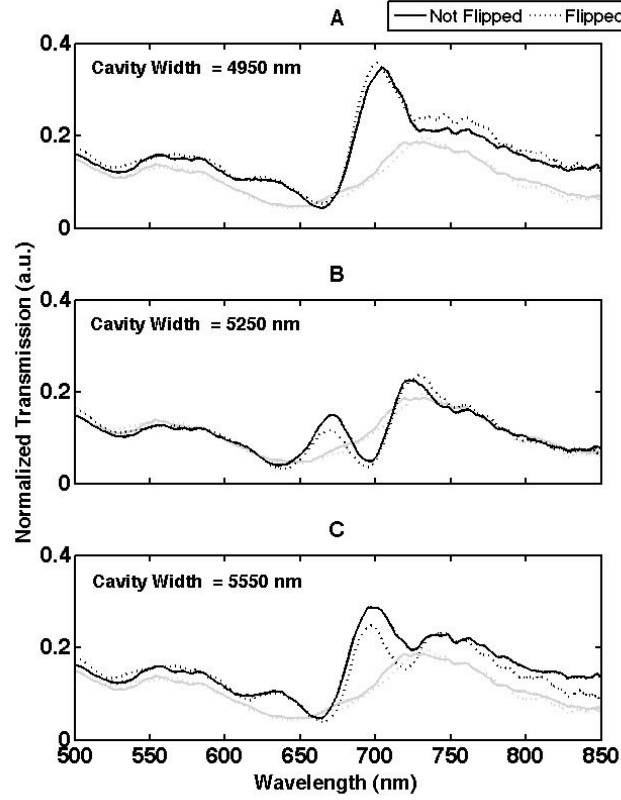 A
Not Flipped
Flipped
Cavity Width = 4950 nm
0.4
0.2
0
B
Cavity Width = 5250 nm
0.4
0.2
0
C
Cavity Width = 5550 nm
0.4
0.2
0
500 550 600 650 700 750 800 850
Wavelength (nm)
Normalized Transmission (a.u.)